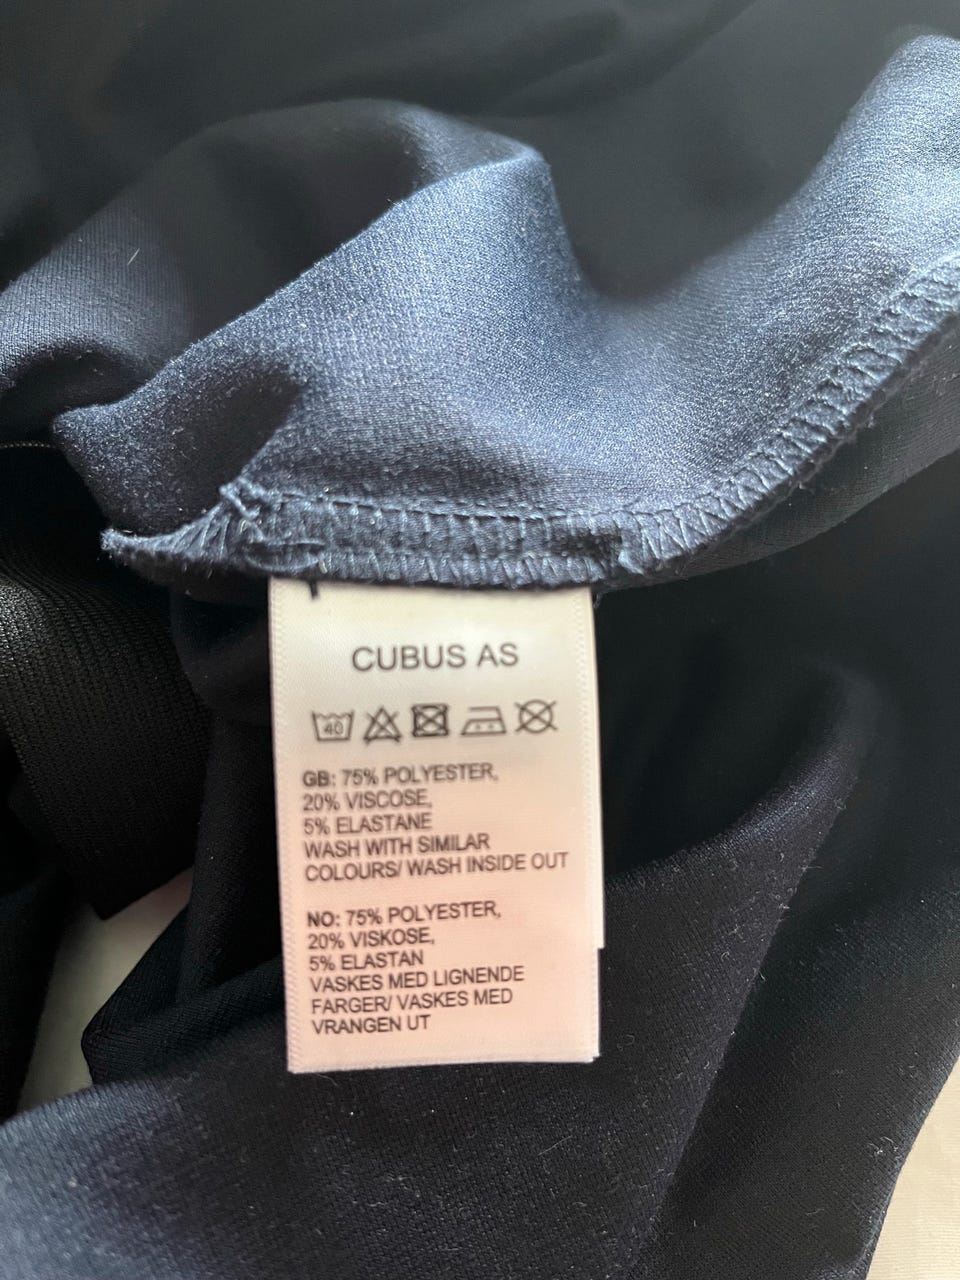 CUBUS AS
40
GB: 75% POLYESTER,
20% VISCOSE,
5% ELASTANE
WASH WITH SIMILAR
COLOURS/ WASH INSIDE OUT
NO: 75% POLYESTER,
20% VISKOSE,
5% ELASTAN
VASKES MED LIGNENDE
FARGER/ VASKES MED
VRANGEN UT